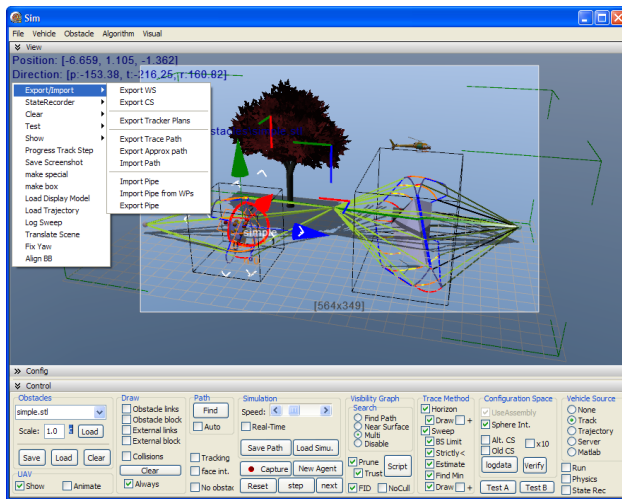 Sim
File Vehicle Obstacle Algorithm Visual
View
Position: [-6.659, 1.105, -1.362]
Direction: [p:-153.38, t:-216.25, r:160.82]
Export/Import
StateRecorder
Clear
Test
Show
Progress Track Step
Save Screenshot
make special
make box
Load Display Model
Load Trajectory
Log Sweep
Translate Scene
Fix Yaw
Align BB
Export WS
Export CS
Export Tracker Plans
Export Trace Path
Export Approx path
Import Path
Import Pipe
Import Pipe from WPs
Export Pipe
simple
[564x349]
Config
Control
Obstacles
simple.stl
Scale: 1.0 Load
Save Load Clear
UAV
Show Animate
Draw
Obstacle links
Obstacle block
External links
External block
Collisions
Clear
Always
Path
Find
Auto
Tracking
face int.
No obstac
Simulation
Speed:
Real-Time
Save Path Load Simu.
Capture New Agent
Reset step next
Visibility Graph
Search
Find Path
Near Surface
Multi
Disable
Prune
Trust
Script
FID NoCull
Trace Method
Horizon
Draw +
Sweep
BS Limit
Strictly<
Estimate
Find Min
Draw +
Configuration Space
UseAssembly
Sphere Int.
Alt. CS
Old CS
x10
logdata Verify
Test A Test B
Vehicle Source
None
Track
Trajectory
Server
Matlab
Run
Physics
State Rec